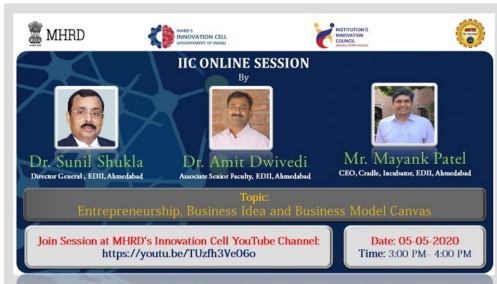 MHRD
MHRD'S
INNOVATION CELL
(GOVERNMENT OF INDIA)
INSTITUTION'S
INNOVATION
COUNCIL
IIC ONLINE SESSION
By
Dr. Sunil Shukla
Director General , EDII, Ahmedabad
Dr. Amit Dwivedi
Associate Senior Faculty, EDII, Ahmedabad
Mr. Mayank Patel
CEO, Cradle, Incubator, EDII, Ahmedabad
Topic:
Entrepreneurship, Business Idea and Business Model Canvas
Join Session at MHRD's Innovation Cell YouTube Channel:
https://youtu.be/TUzfh3Ve06o
Date: 05-05-2020
Time: 3:00 PM- 4:00 PM